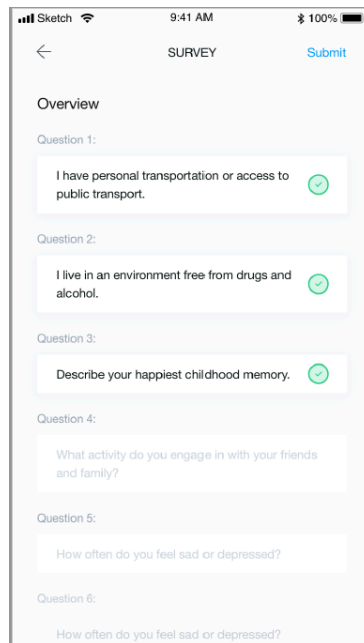 Sketch 9:41 AM 100%
SURVEY Submit
Overview
Question 1:
I have personal transportation or access to
public transport.
Question 2:
I live in an environment free from drugs and
alcohol.
Question 3:
Describe your happiest childhood memory.
Question 4:
What activity do you engage in with your friends
and family?
Question 5:
How often do you feel sad or depressed?
Question 6:
How often do you feel sad or depressed?